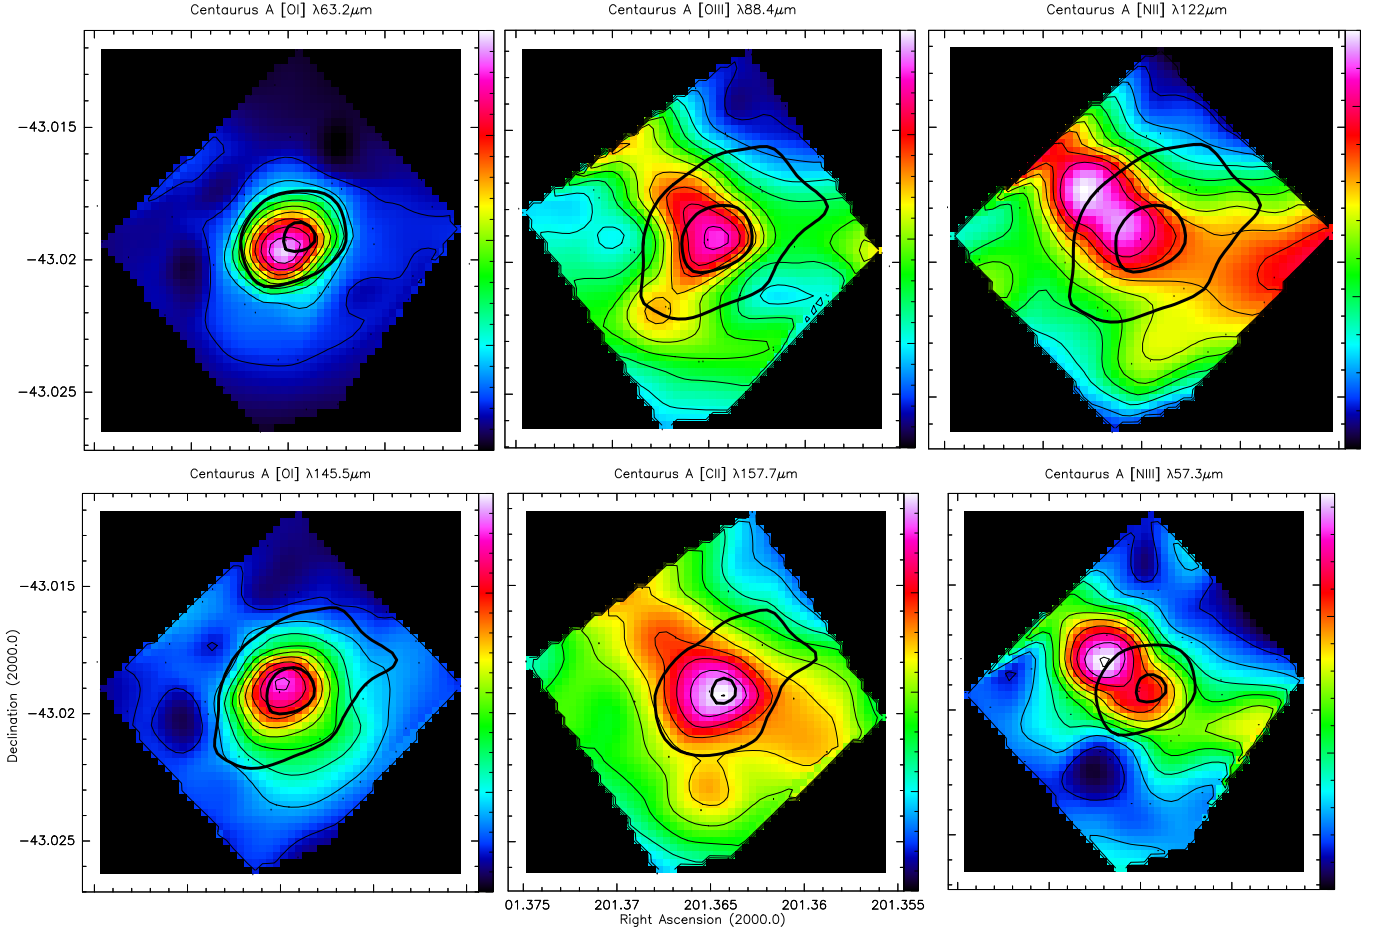 Centaurus A [OI] λ63.2μm
Centaurus A [OIII] λ88.4μm
Centaurus A [NII] λ122μm
−43.015
−43.02
−43.025
Centaurus A [OI] λ145.5μm
Centaurus A [CII] λ157.7μm
Centaurus A [NIII] λ57.3μm
−43.015
−43.02
−43.025
Declination (2000.0)
01.375 201.37 201.365 201.36 201.355
Right Ascension (2000.0)